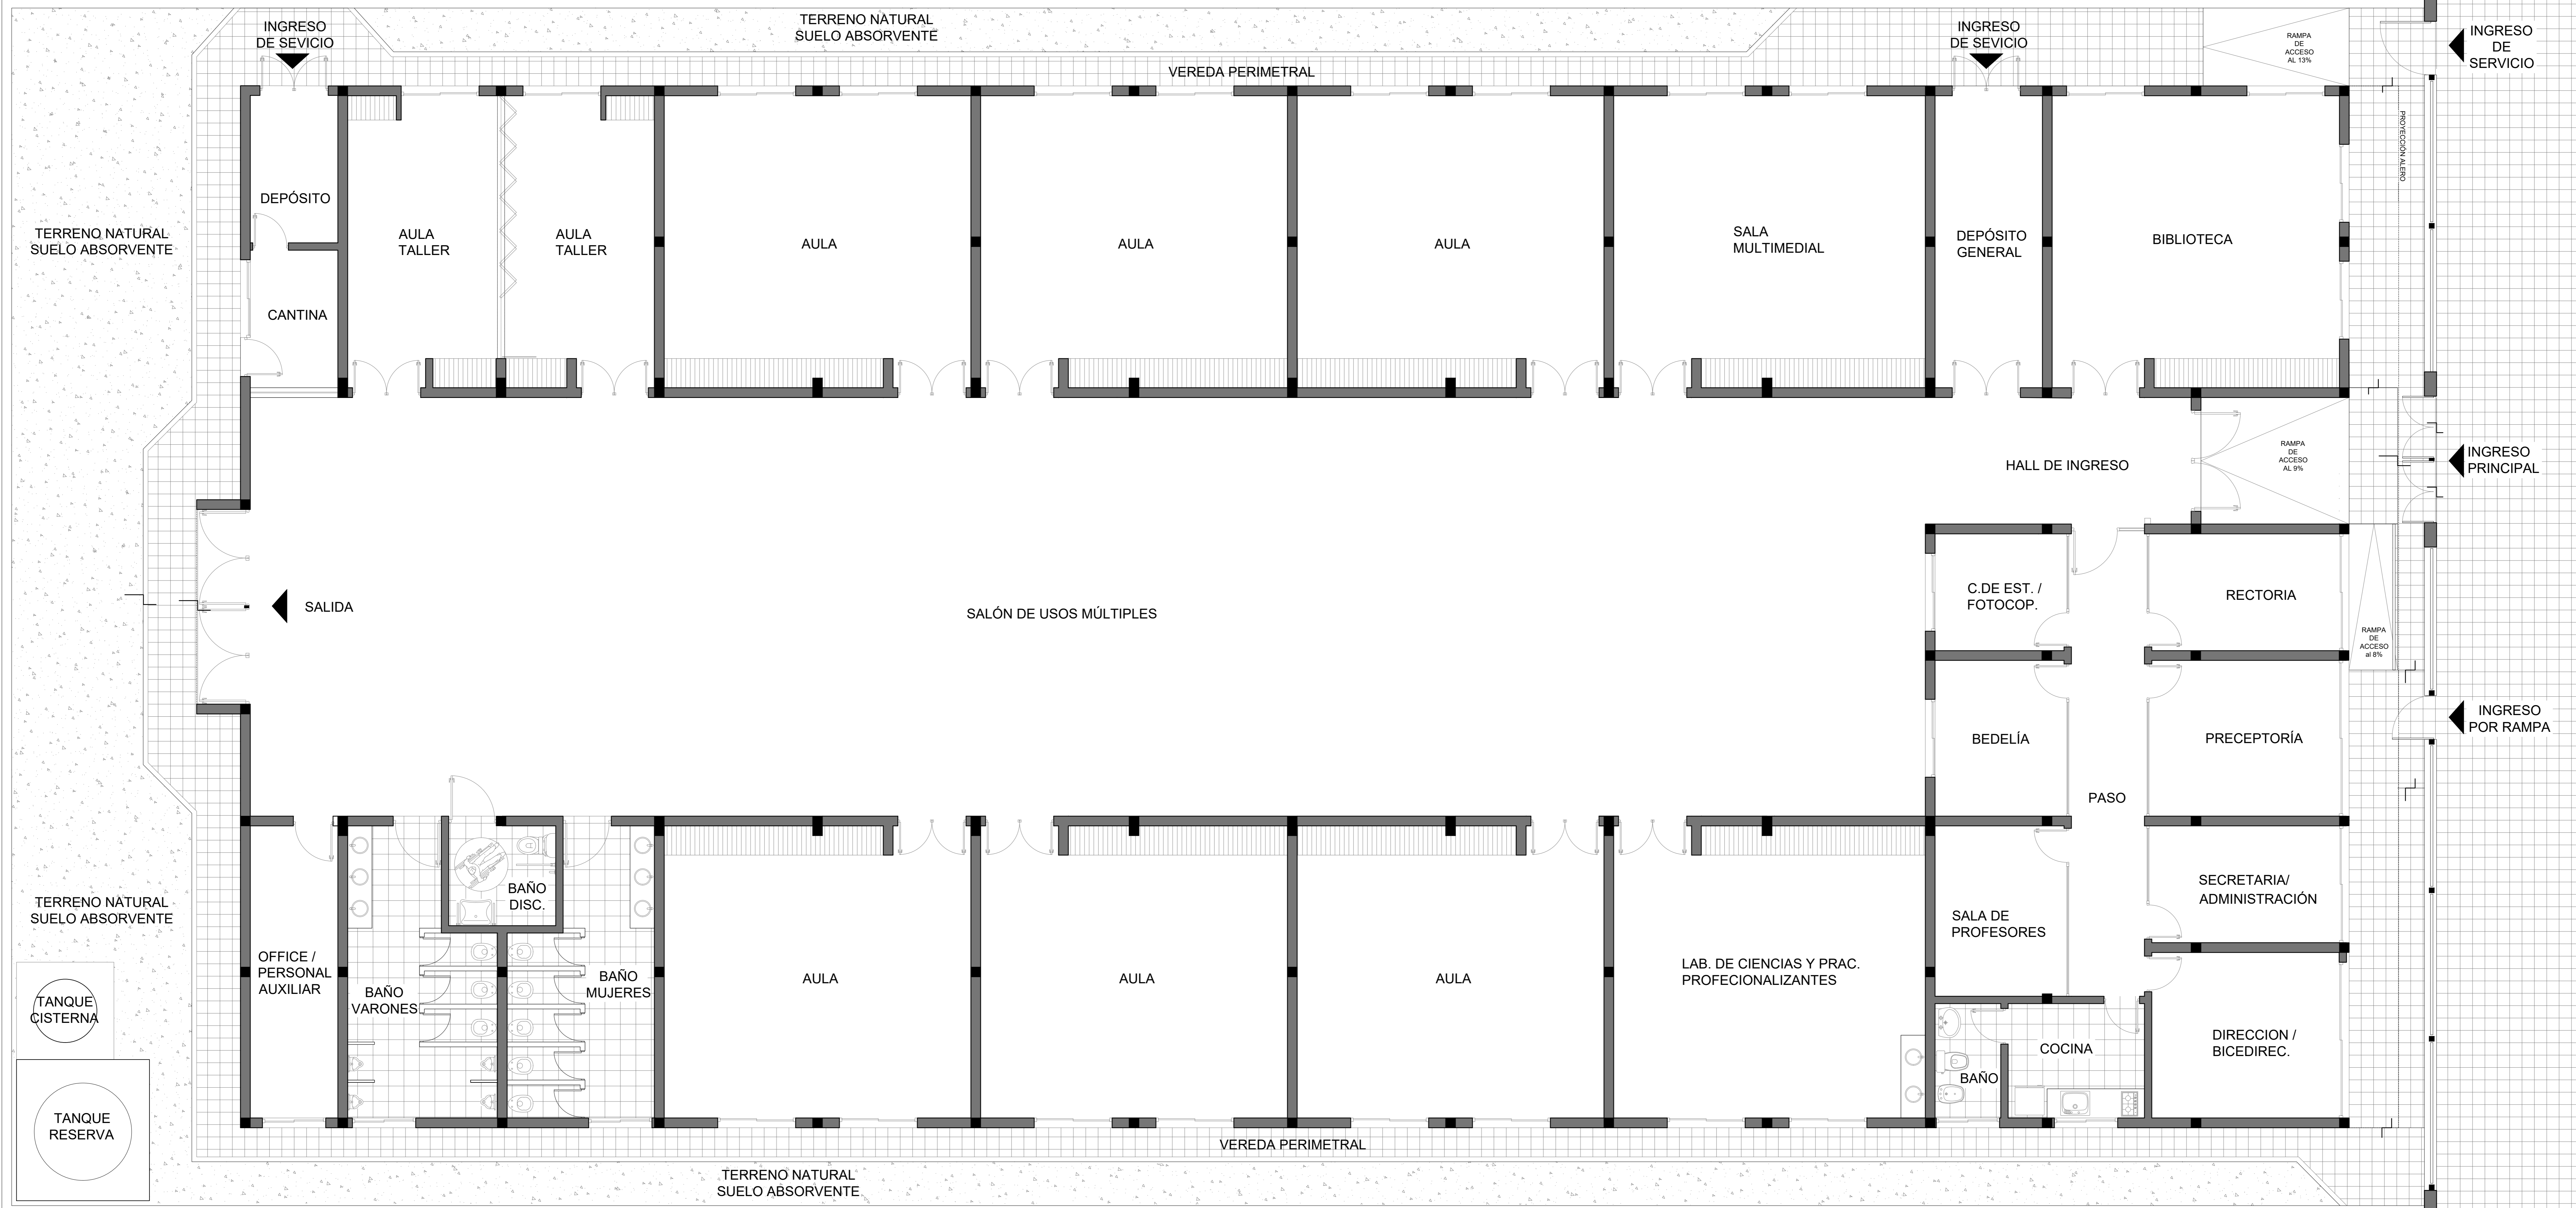 INGRESO
DE SEVICIO
TERRENO NATURAL
SUELO ABSORVENTE
INGRESO
DE SEVICIO
RAMPA
DE
ACCESO
AL 13%
INGRESO
DE
SERVICIO
VEREDA PERIMETRAL
PROYECCIÓN ALERO
TERRENO NATURAL
SUELO ABSORVENTE
DEPÓSITO
CANTINA
AULA
TALLER
AULA
TALLER
AULA
AULA
AULA
SALA
MULTIMEDIAL
DEPÓSITO
GENERAL
BIBLIOTECA
HALL DE INGRESO
RAMPA
DE
ACCESO
AL 9%
INGRESO
PRINCIPAL
SALIDA
SALÓN DE USOS MÚLTIPLES
C.DE EST. /
FOTOCOP.
RECTORIA
RAMPA
DE
ACCESO
al 8%
BEDELÍA
PRECEPTORÍA
INGRESO
POR RAMPA
PASO
TERRENO NATURAL
SUELO ABSORVENTE
BAÑO
DISC.
SECRETARIA/
ADMINISTRACIÓN
SALA DE
PROFESORES
OFFICE /
PERSONAL
AUXILIAR
BAÑO
VARONES
BAÑO
MUJERES
AULA
AULA
AULA
LAB. DE CIENCIAS Y PRAC.
PROFECIONALIZANTES
TANQUE
CISTERNA
DIRECCION /
BICEDIREC.
COCINA
BAÑO
TANQUE
RESERVA
VEREDA PERIMETRAL
TERRENO NATURAL
SUELO ABSORVENTE